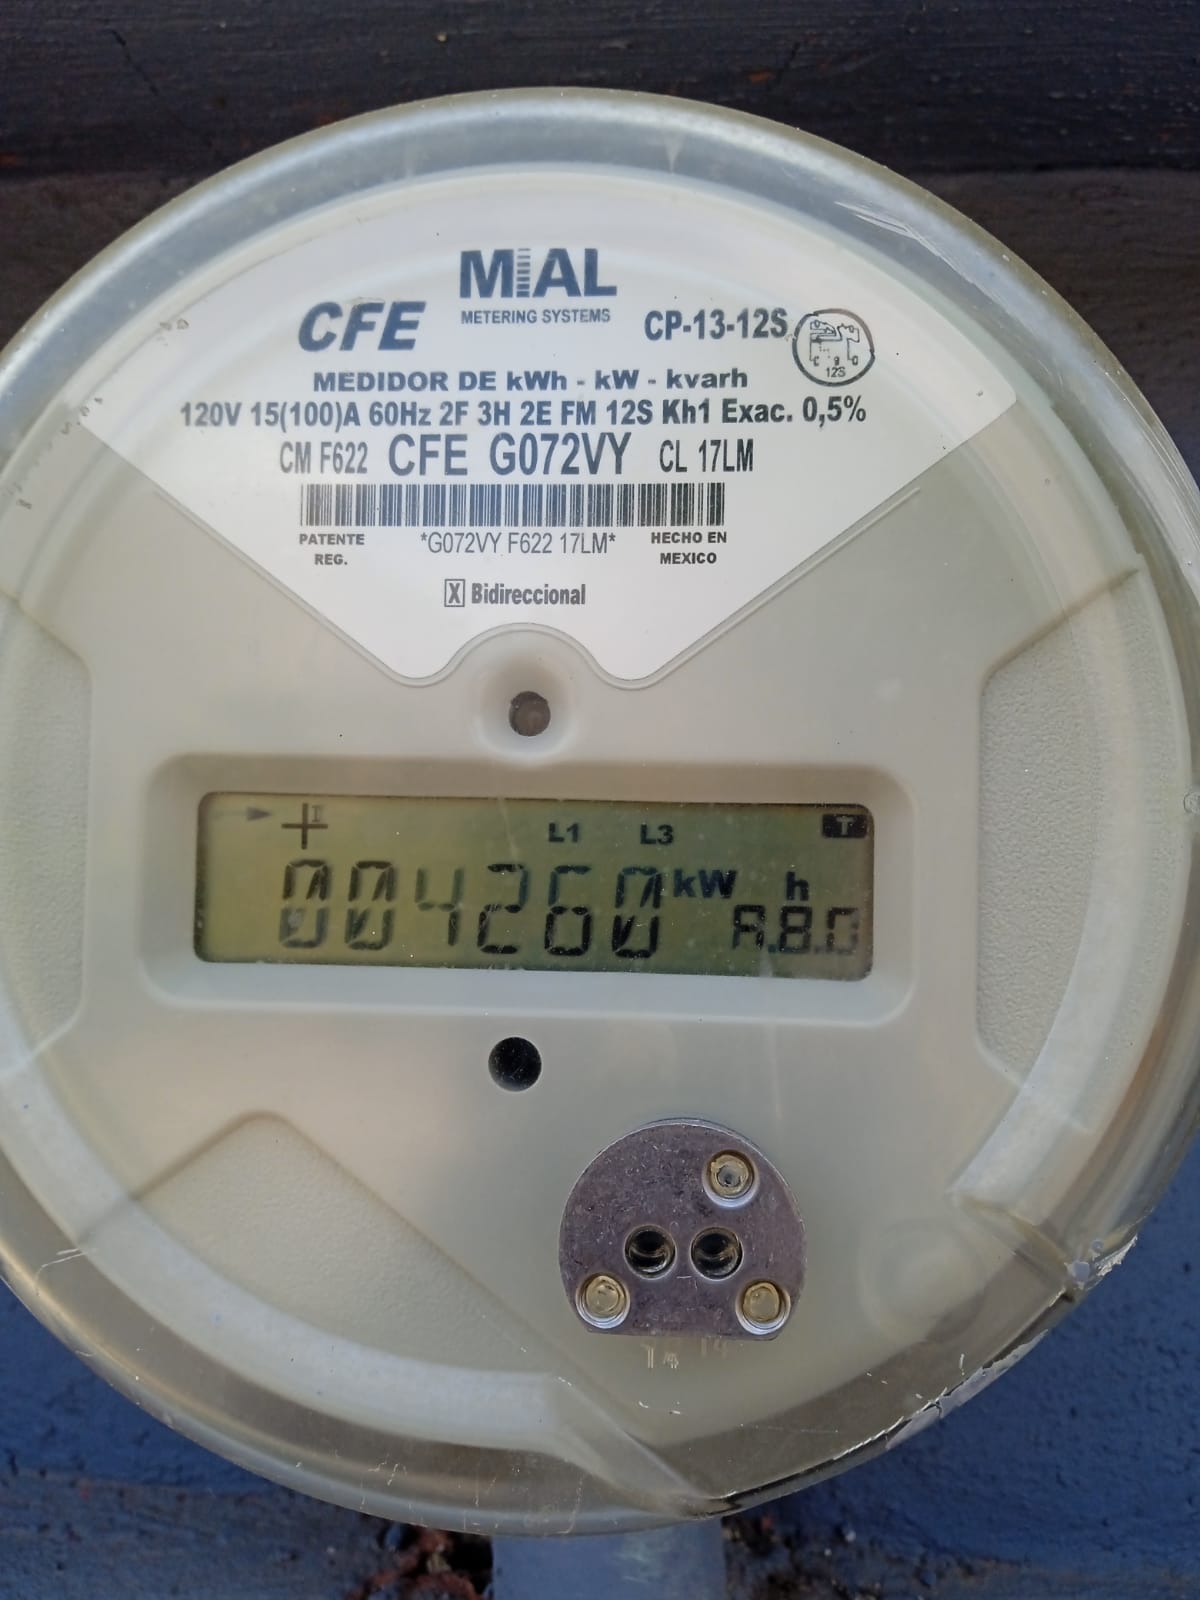 MIAL
METERING SYSTEMS
CFE
CP-13-12S
12S
MEDIDOR DE kWh - kW - kvarh
120V 15(100)A 60Hz 2F 3H 2E FM 12S Kh1 Exac. 0,5%
CM F622 CFE G072VY CL 17LM
PATENTE REG.
*G072VY F622 17LM*
HECHO EN MEXICO
X Bidireccional
L1 L3 T
004260 kW h
A.8.0
14 14